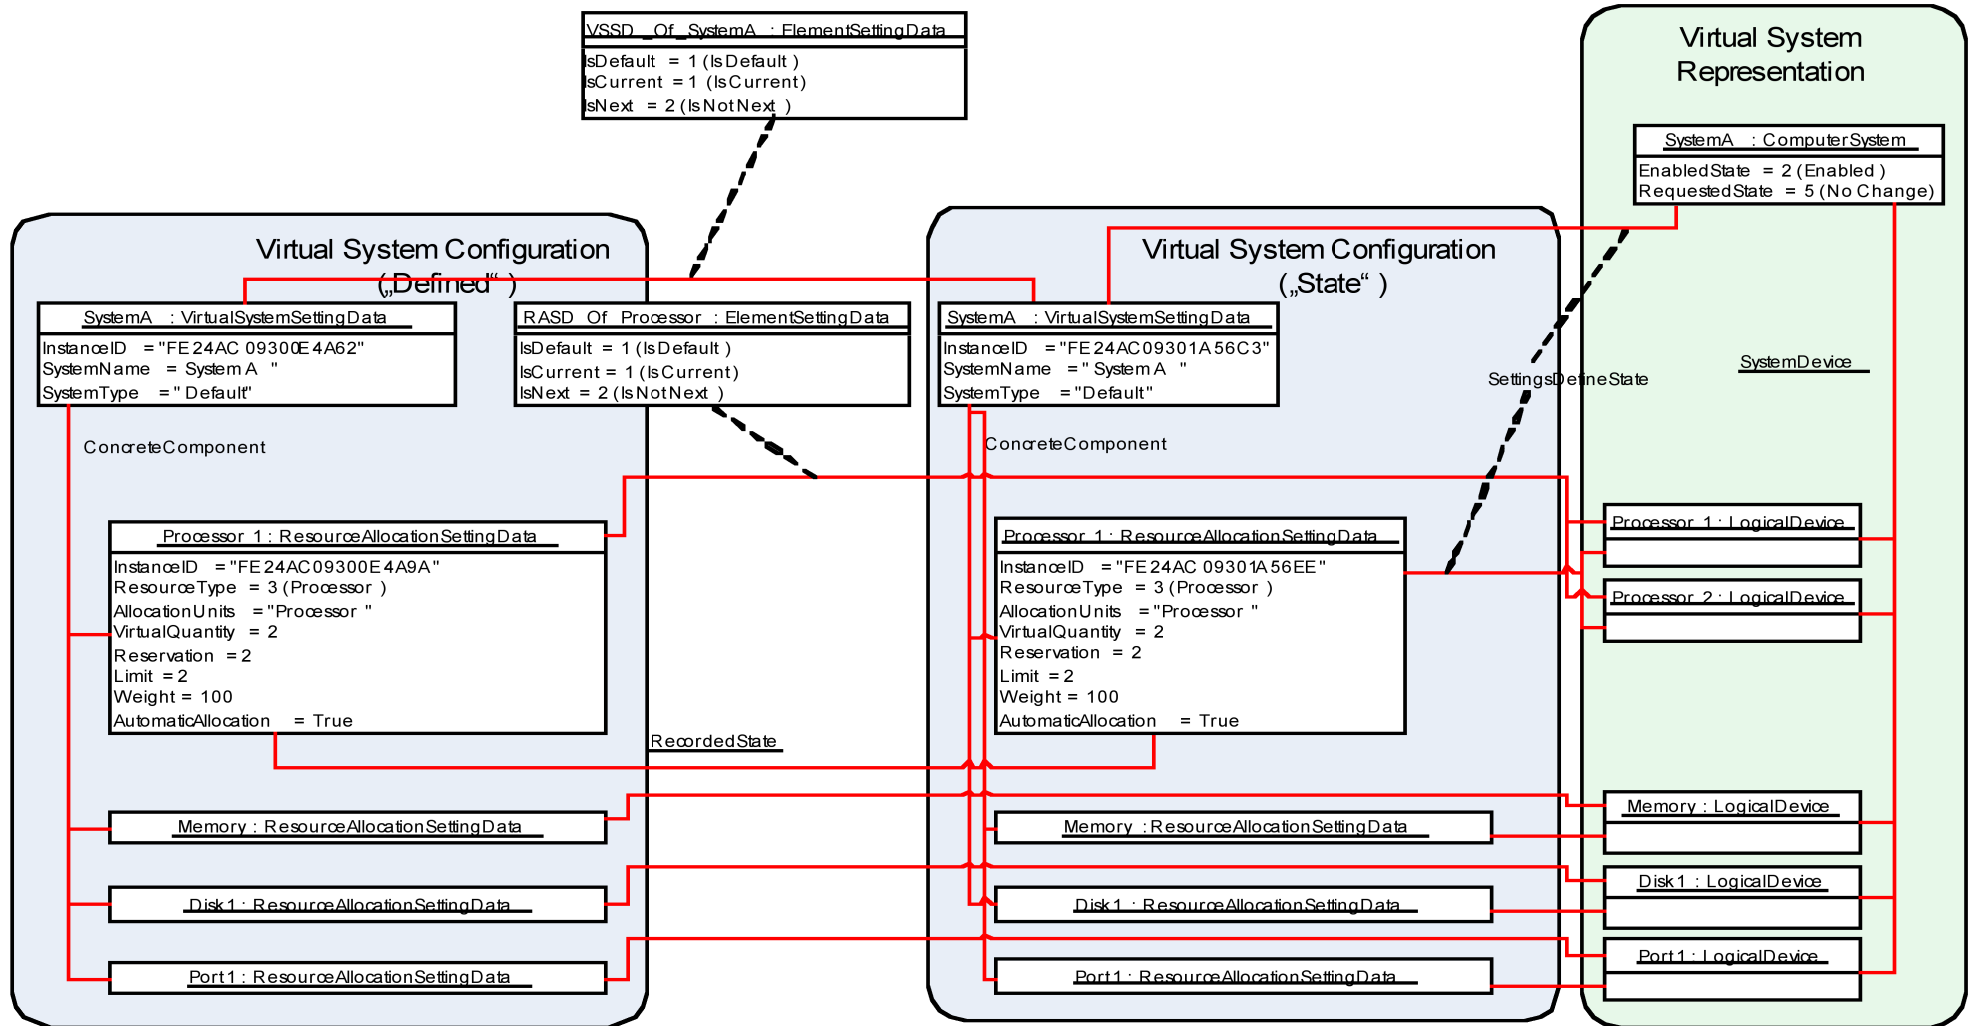 VSSD _Of_SystemA : ElementSettingData
IsDefault = 1 (IsDefault )
IsCurrent = 1 (IsCurrent)
IsNext = 2 (IsNotNext )
Virtual System
Representation
SystemA : ComputerSystem
EnabledState = 2 (Enabled )
RequestedState = 5 (No Change)
Virtual System Configuration
(„Defined“ )
SystemA : VirtualSystemSettingData
InstanceID = "FE24AC09300E4A62"
SystemName = SystemA "
SystemType = "Default"
ConcreteComponent
RASD Of Processor : ElementSettingData
IsDefault = 1 (IsDefault )
IsCurrent = 1 (IsCurrent)
IsNext = 2 (IsNotNext )
Processor 1 : ResourceAllocationSettingData
InstanceID = "FE24AC09300E4A9A"
ResourceType = 3 (Processor )
AllocationUnits = "Processor "
VirtualQuantity = 2
Reservation = 2
Limit = 2
Weight = 100
AutomaticAllocation = True
RecordedState
Memory : ResourceAllocationSettingData
Disk1 : ResourceAllocationSettingData
Port1 : ResourceAllocationSettingData
Virtual System Configuration
(„State“ )
SystemA : VirtualSystemSettingData
InstanceID = "FE24AC09301A56C3"
SystemName = "SystemA "
SystemType = "Default"
ConcreteComponent
Processor 1 : ResourceAllocationSettingData
InstanceID = "FE24AC09301A56EE"
ResourceType = 3 (Processor )
AllocationUnits = "Processor "
VirtualQuantity = 2
Reservation = 2
Limit = 2
Weight = 100
AutomaticAllocation = True
Memory : ResourceAllocationSettingData
Disk1 : ResourceAllocationSettingData
Port1 : ResourceAllocationSettingData
SettingsDefineState
SystemDevice
Processor 1 : LogicalDevice
Processor 2 : LogicalDevice
Memory : LogicalDevice
Disk1 : LogicalDevice
Port1 : LogicalDevice